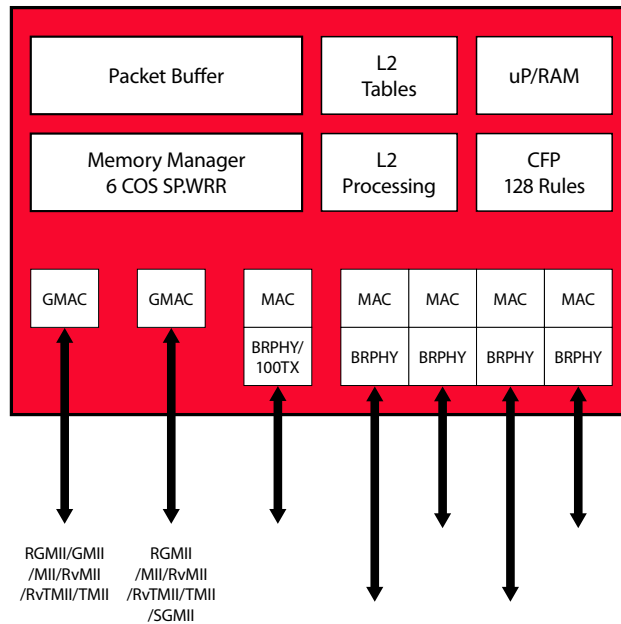 Packet Buffer
L2
Tables
uP/RAM
Memory Manager
6 COS SP.WRR
L2
Processing
CFP
128 Rules
GMAC
GMAC
MAC
MAC
MAC
MAC
MAC
BRPHY/
100TX
BRPHY
BRPHY
BRPHY
BRPHY
RGMII/GMII
/MII/RvMII
/RvTMII/TMII
RGMII
/MII/RvMII
/RvTMII/TMII
/SGMII